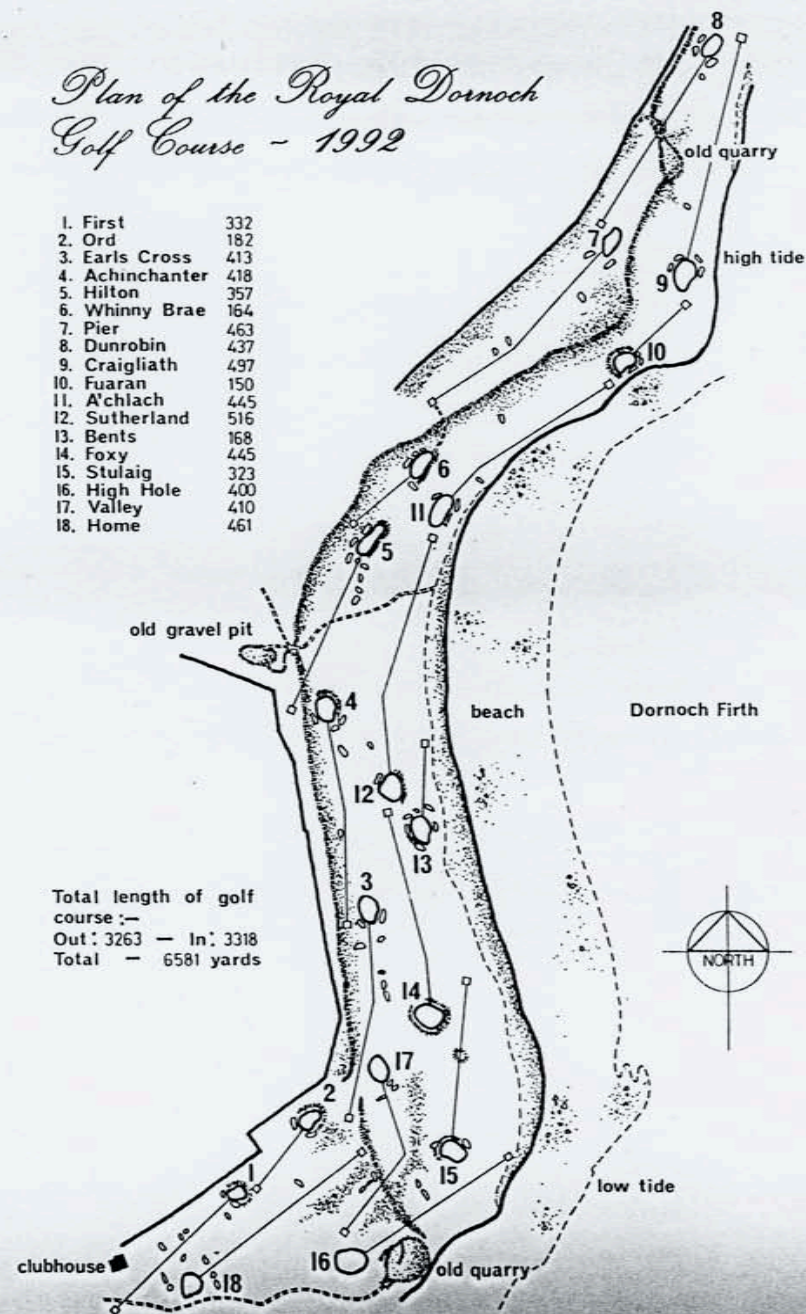 Plan of the Royal Dornoch
Golf Course - 1992
1. First 332
2. Ord 182
3. Earls Cross 413
4. Achinchanter 418
5. Hilton 357
6. Whinny Brae 164
7. Pier 463
8. Dunrobin 437
9. Craigliath 497
10. Fuaran 150
11. A'chlach 445
12. Sutherland 516
13. Bents 168
14. Foxy 445
15. Stulaig 323
16. High Hole 400
17. Valley 410
18. Home 461
8
old quarry
7
high tide
9
10
6
11
5
old gravel pit
4
beach
Dornoch Firth
12
13
3
Total length of golf
course :—
Out: 3263 — In: 3318
Total — 6581 yards
NORTH
14
17
2
15
1
low tide
clubhouse
18
16
old quarry